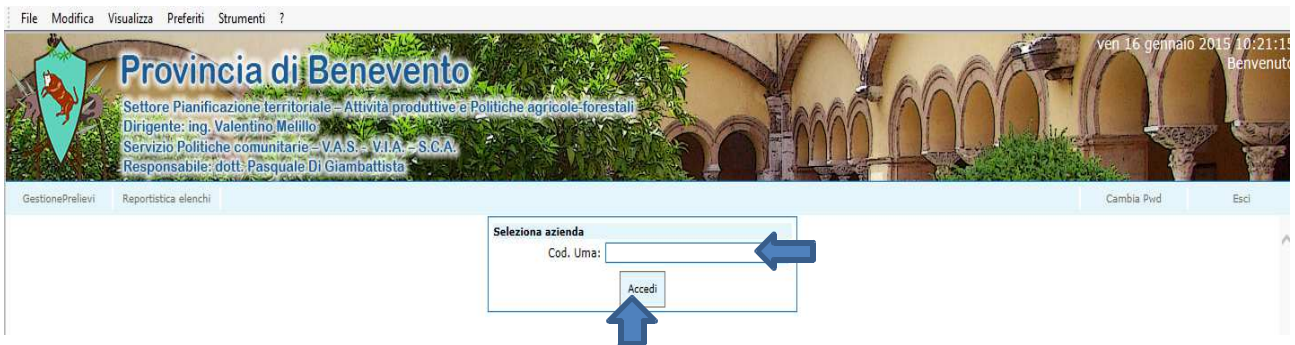 File Modifica Visualizza Preferiti Strumenti ?
ven 16 gennaio 2015 10:21:15
Benvenuto
Provincia di Benevento
Settore Pianificazione territoriale – Attività produttive e Politiche agricole-forestali
Dirigente: ing. Valentino Melillo
Servizio Politiche comunitarie – V.A.S. – V.I.A. – S.C.A.
Responsabile: dott. Pasquale Di Giambattista
GestionePrelievi Reportistica elenchi Cambia Pwd Esci
Seleziona azienda
Cod. Uma:
Accedi